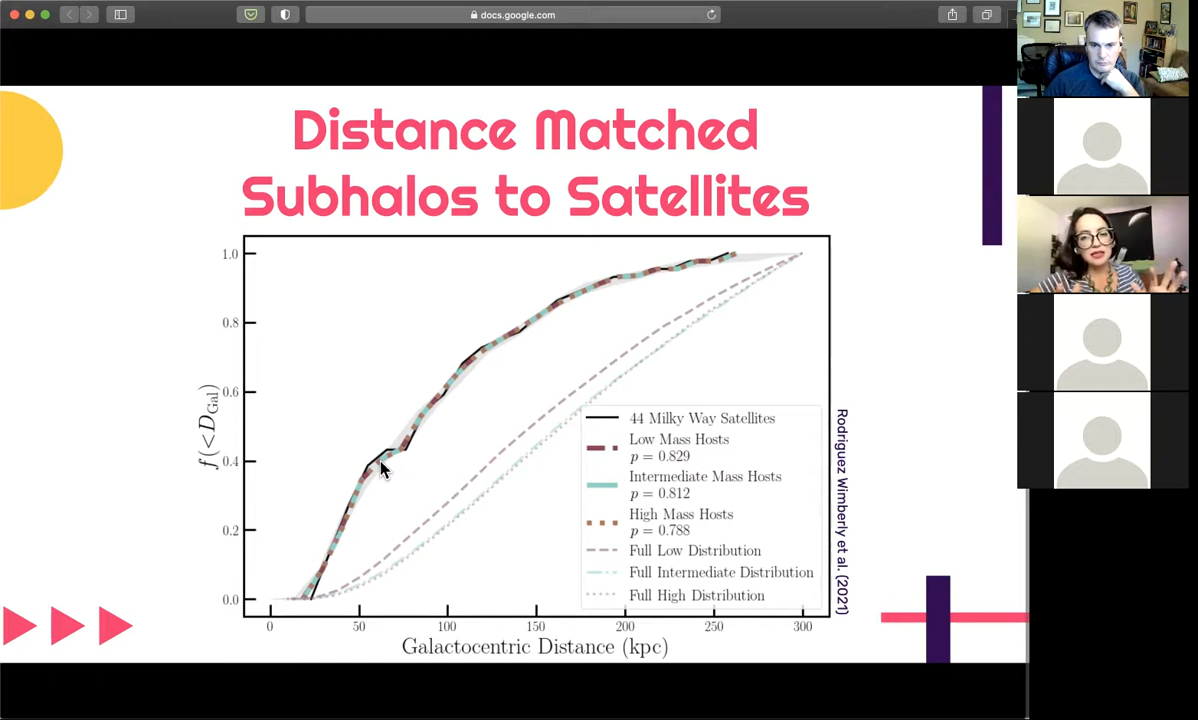 docs.google.com
Distance Matched
Subhalos to Satellites
1.0
0.8
0.6
0.4
0.2
0.0
f(<D_Gal)
0 50 100 150 200 250 300
Galactocentric Distance (kpc)
44 Milky Way Satellites
Low Mass Hosts
p = 0.829
Intermediate Mass Hosts
p = 0.812
High Mass Hosts
p = 0.788
Full Low Distribution
Full Intermediate Distribution
Full High Distribution
Rodriguez Wimberly et al. (2021)